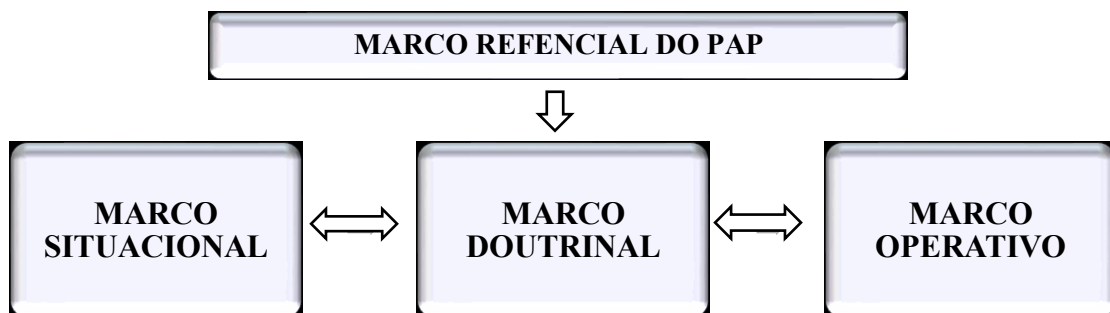 MARCO REFENCIAL DO PAP
MARCO
SITUACIONAL
MARCO
DOUTRINAL
MARCO
OPERATIVO